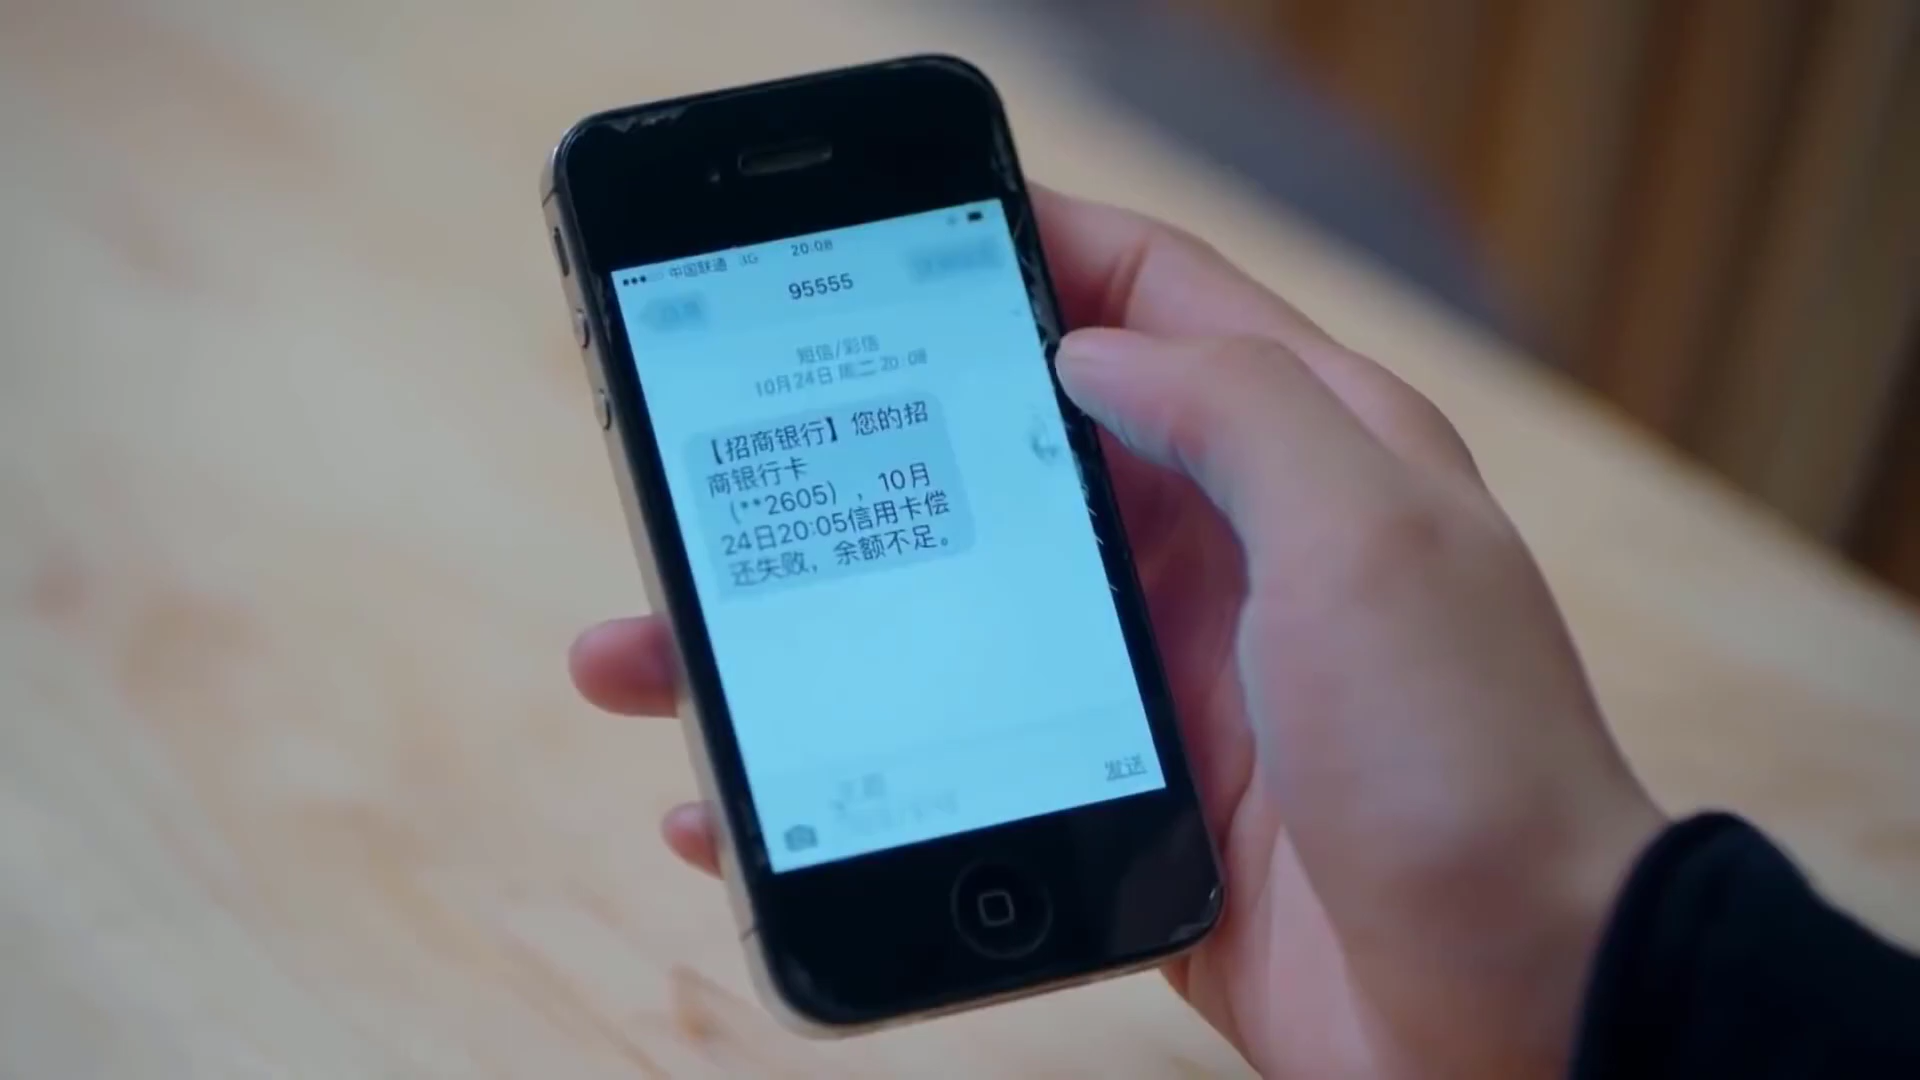 中国联通 3G 20:08
95555
短信/彩信
10月24日 周二 20:08
【招商银行】您的招
商银行卡
(**2605)，10月
24日20:05信用卡偿
还失败，余额不足。
发送